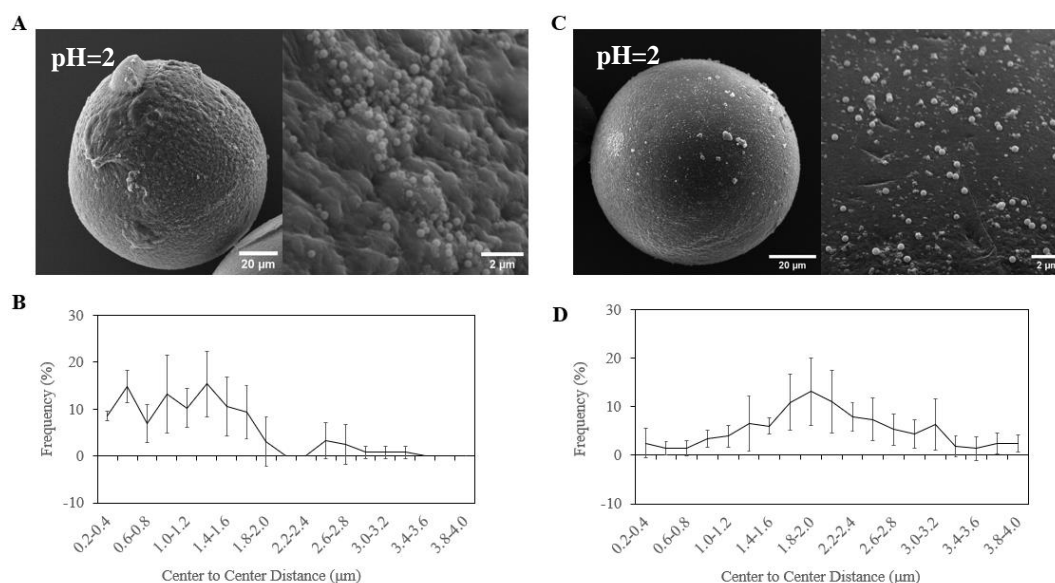 A
pH=2
20 μm
2 μm
C
pH=2
20 μm
2 μm
B
30
20
10
0
-10
Frequency (%)
0.2-0.4
0.6-0.8
1.0-1.2
1.4-1.6
1.8-2.0
2.2-2.4
2.6-2.8
3.0-3.2
3.4-3.6
3.8-4.0
Center to Center Distance (μm)
D
30
20
10
0
-10
Frequency (%)
0.2-0.4
0.6-0.8
1.0-1.2
1.4-1.6
1.8-2.0
2.2-2.4
2.6-2.8
3.0-3.2
3.4-3.6
3.8-4.0
Center to Center Distance (μm)